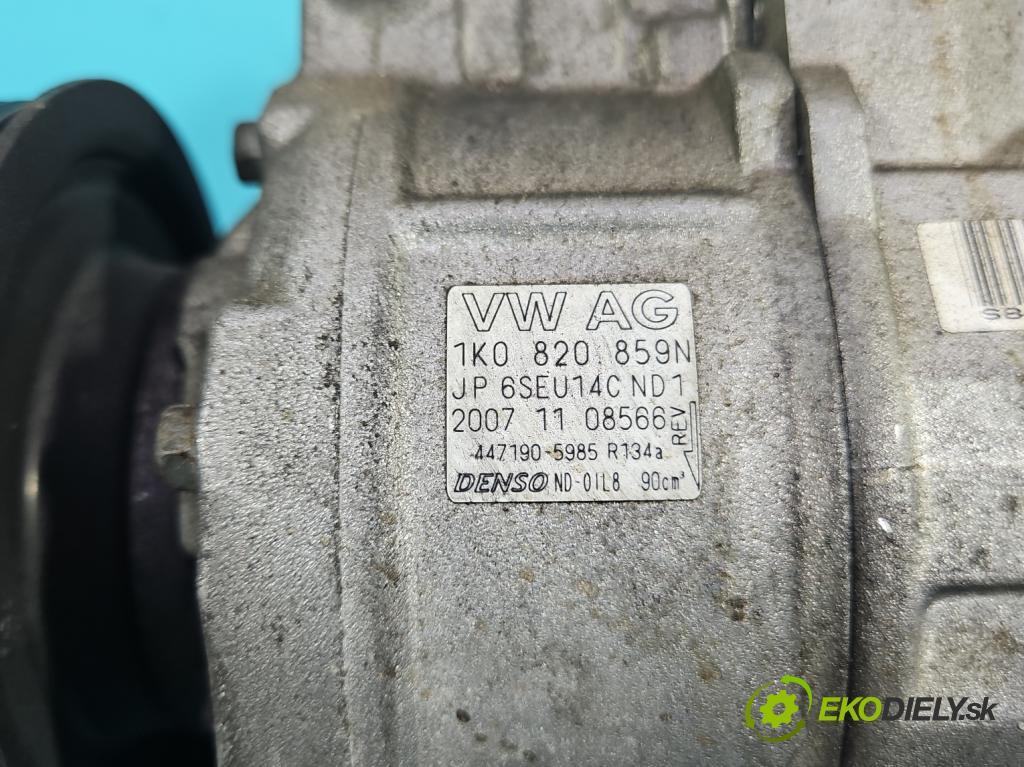 VW AG
1K0 820 859N
JP 6SEU14C ND1
2007 11 08566
REV
447190-5985 R134a
DENSO ND-OIL8 90cm³
SB
EKODIELY.sk